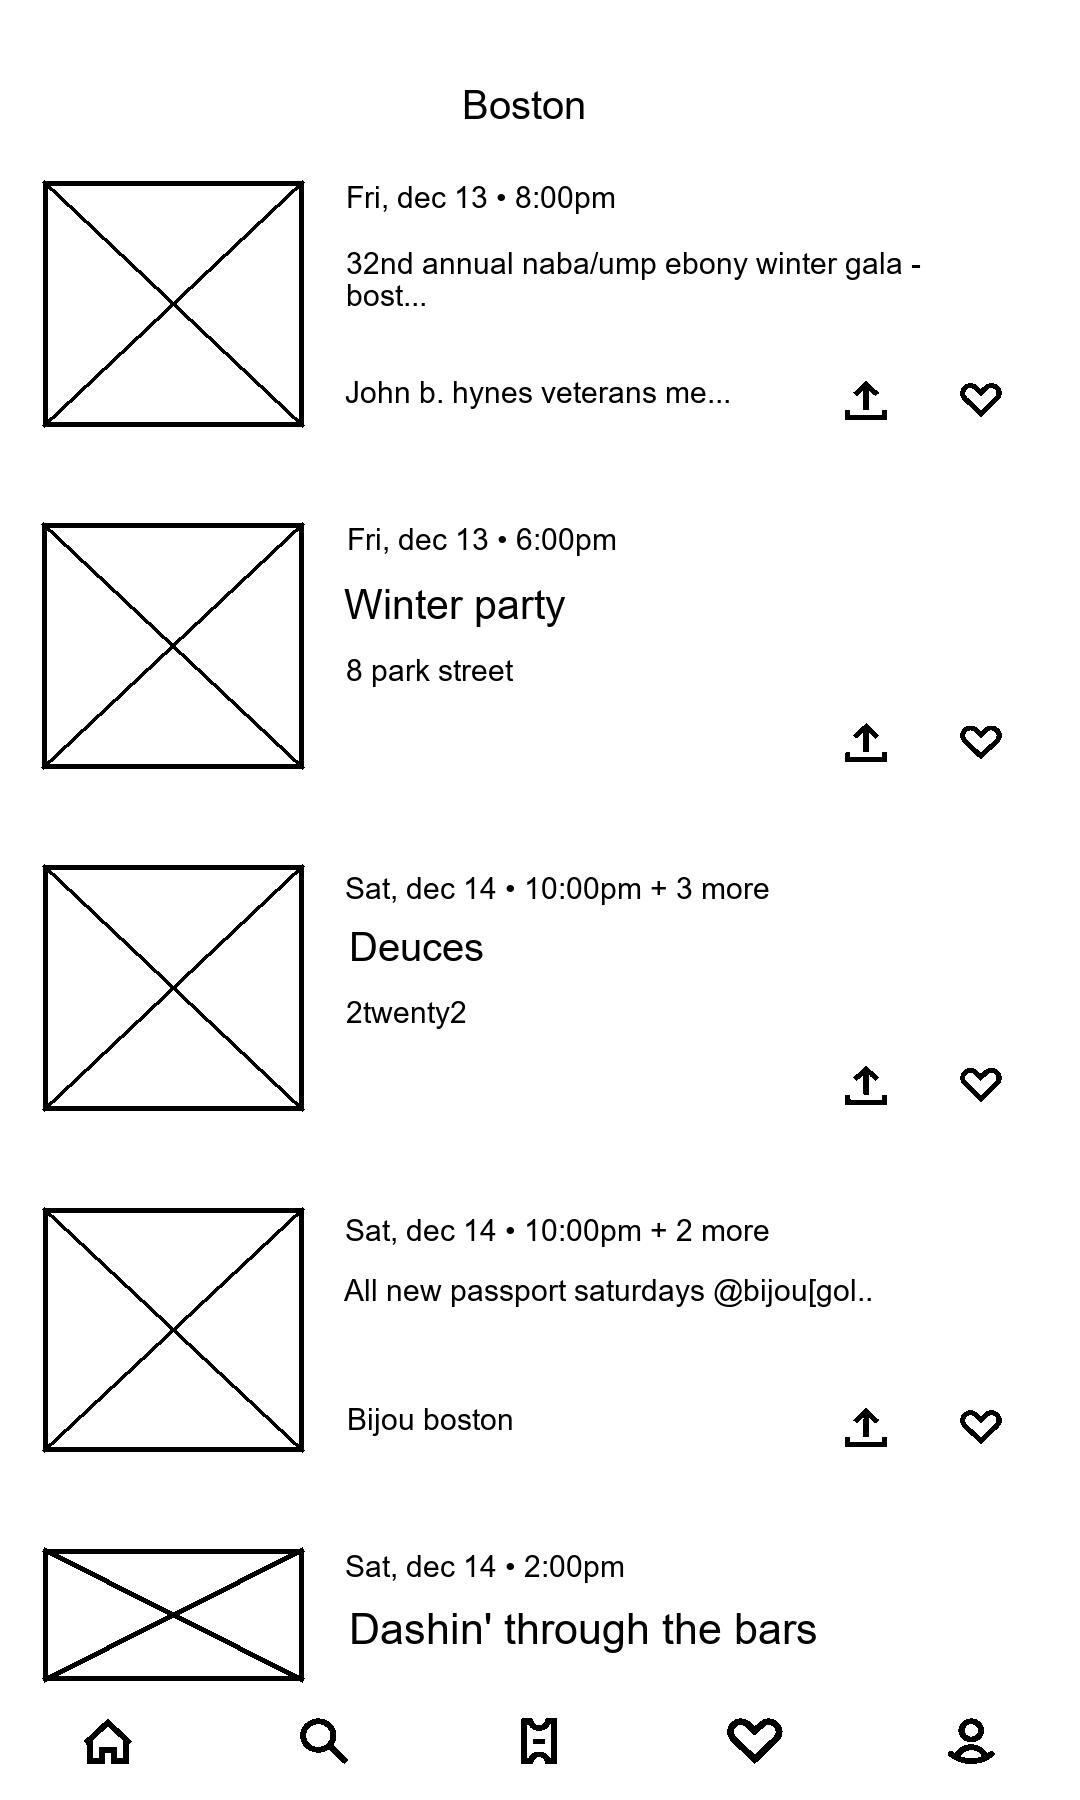 Boston
Fri, dec 13 • 8:00pm
32nd annual naba/ump ebony winter gala -
bost...
John b. hynes veterans me...
Fri, dec 13 • 6:00pm
Winter party
8 park street
Sat, dec 14 • 10:00pm + 3 more
Deuces
2twenty2
Sat, dec 14 • 10:00pm + 2 more
All new passport saturdays @bijou[gol..
Bijou boston
Sat, dec 14 • 2:00pm
Dashin' through the bars